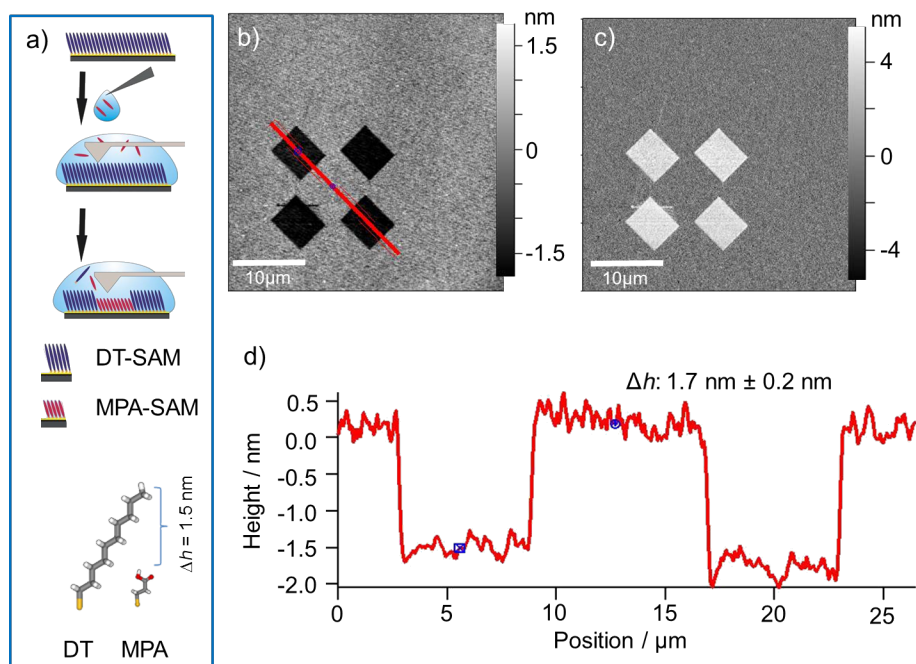 a)
DT-SAM
MPA-SAM
Δh = 1.5 nm
DT MPA
b)
10µm
nm
1.5
0
-1.5
c)
10µm
nm
4
0
-4
d)
Δh: 1.7 nm ± 0.2 nm
Height / nm
0.5
0.0
-0.5
-1.0
-1.5
-2.0
0 5 10 15 20 25
Position / µm